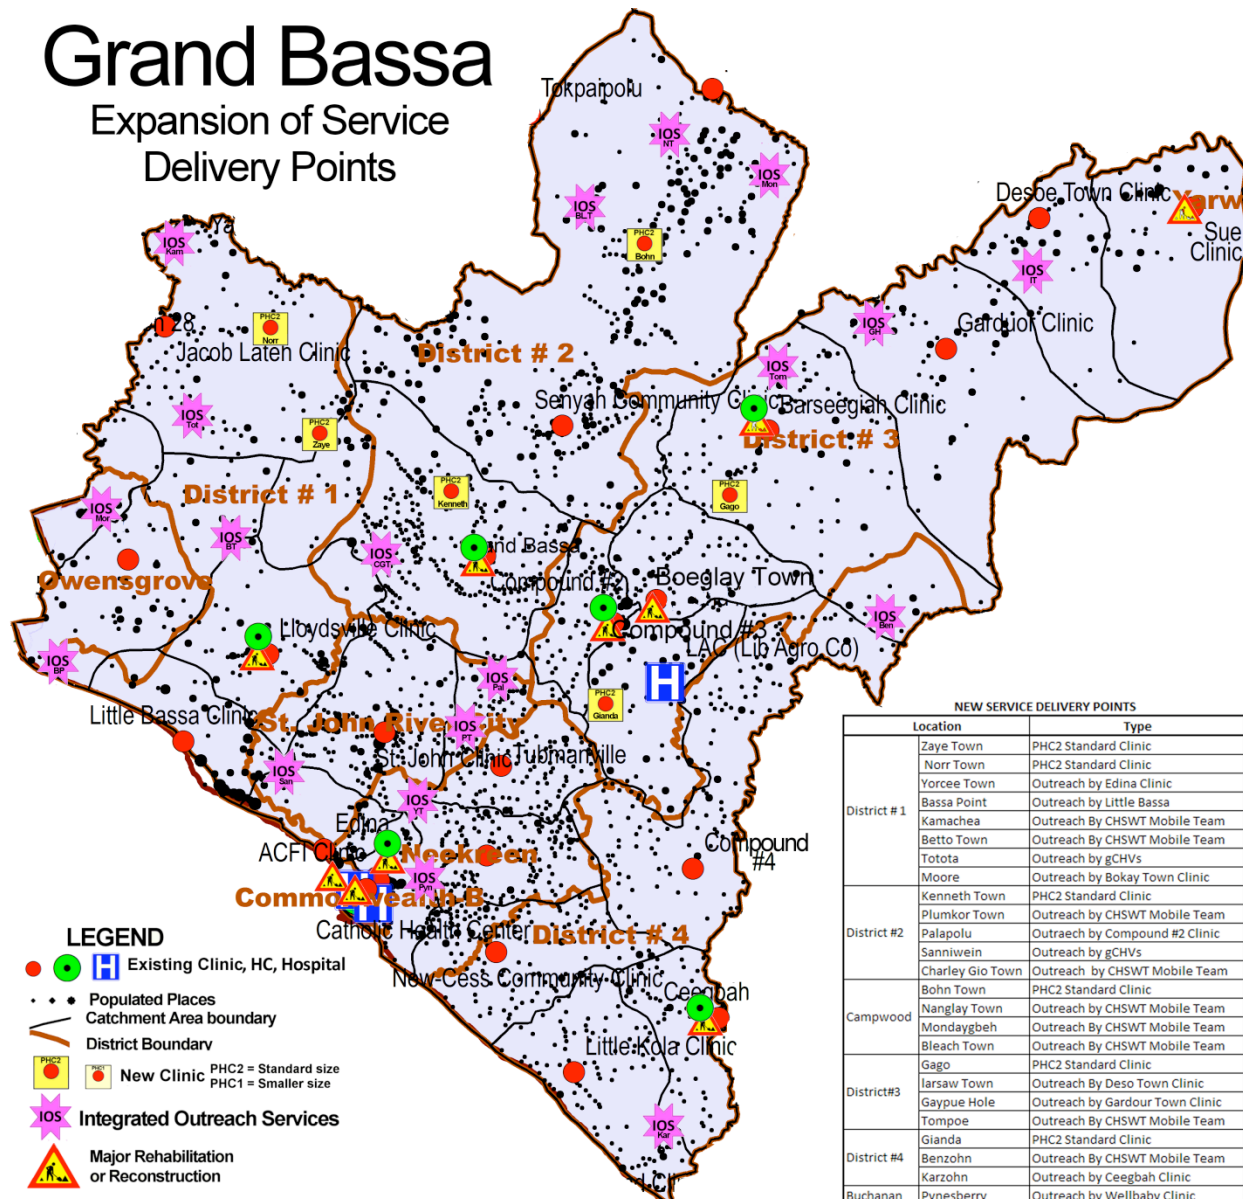 Grand Bassa
Expansion of Service
Delivery Points
Tokpaipolu
IOS
NT
IOS
Mon
IOS
BLT
PHC2
Bohn
Desoe Town Clinic
Yarw
Sue
Clinic
IOS
IT
IOS
Kam
Ya
IOS
GH
Garduor Clinic
28
PHC2
Norr
Jacob Lateh Clinic
District # 2
IOS
Tom
Senyah Community Clinic
Barseegiah Clinic
District # 3
IOS
Tot
PHC2
Zaye
District # 1
PHC2
Kenneth
PHC2
Gago
IOS
Mor
IOS
BT
IOS
CGT
nd Bassa
Compound #2
Boeglay Town
Owensgrove
IOS
Ben
Lloydsville Clinic
Compound #3
LAC (Lib Agro Co)
H
IOS
BP
IOS
Pal
PHC2
Gianda
Little Bassa Clinic
St. John River City
IOS
PT
St. John Clinic
Tubmanville
IOS
San
IOS
YT
Edina
ACFI Clinic
Neekreen
Compound
#4
IOS
Pyn
Commonwealth-B
H
Catholic Health Center
District # 4
New-Cess Community Clinic
Ceegbah
Little Kola Clinic
IOS
Kar
LEGEND
H
Existing Clinic, HC, Hospital
Populated Places
Catchment Area boundary
District Boundary
PHC2
PHC1
New Clinic
PHC2 = Standard size
PHC1 = Smaller size
IOS
Integrated Outreach Services
Major Rehabilitation
or Reconstruction
NEW SERVICE DELIVERY POINTS
Location Type
District # 1
Zaye Town PHC2 Standard Clinic
Norr Town PHC2 Standard Clinic
Yorcee Town Outreach by Edina Clinic
Bassa Point Outreach by Little Bassa
Kamachea Outreach By CHSWT Mobile Team
Betto Town Outreach By CHSWT Mobile Team
Totota Outreach by gCHVs
Moore Outreach by Bokay Town Clinic
District #2
Kenneth Town PHC2 Standard Clinic
Plumkor Town Outreach by CHSWT Mobile Team
Palapolu Outraech by Compound #2 Clinic
Sanniwein Outreach by gCHVs
Charley Gio Town Outreach by CHSWT Mobile Team
Campwood
Bohn Town PHC2 Standard Clinic
Nanglay Town Outreach By CHSWT Mobile Team
Mondaygbeh Outreach By CHSWT Mobile Team
Bleach Town Outreach By CHSWT Mobile Team
District#3
Gago PHC2 Standard Clinic
Iarsaw Town Outreach By Deso Town Clinic
Gaypue Hole Outreach by Gardour Town Clinic
Tompoe Outreach By CHSWT Mobile Team
District #4
Gianda PHC2 Standard Clinic
Benzohn Outreach By CHSWT Mobile Team
Karzohn Outreach by Ceegbah Clinic
Buchanan
Pynesberry Outreach by Wellbaby Clinic